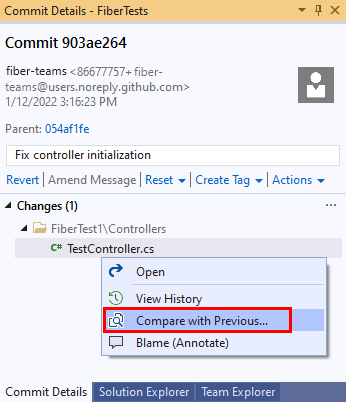 Commit Details - FiberTests
Commit 903ae264
fiber-teams <86677757+fiber-
teams@users.noreply.github.com>
1/12/2022 3:16:23 PM
Parent: 054af1fe
Fix controller initialization
Revert | Amend Message | Reset | Create Tag | Actions
Changes (1) ...
FiberTest1\Controllers
C# TestController.cs
Open
View History
Compare with Previous...
Blame (Annotate)
Commit Details Solution Explorer Team Explorer